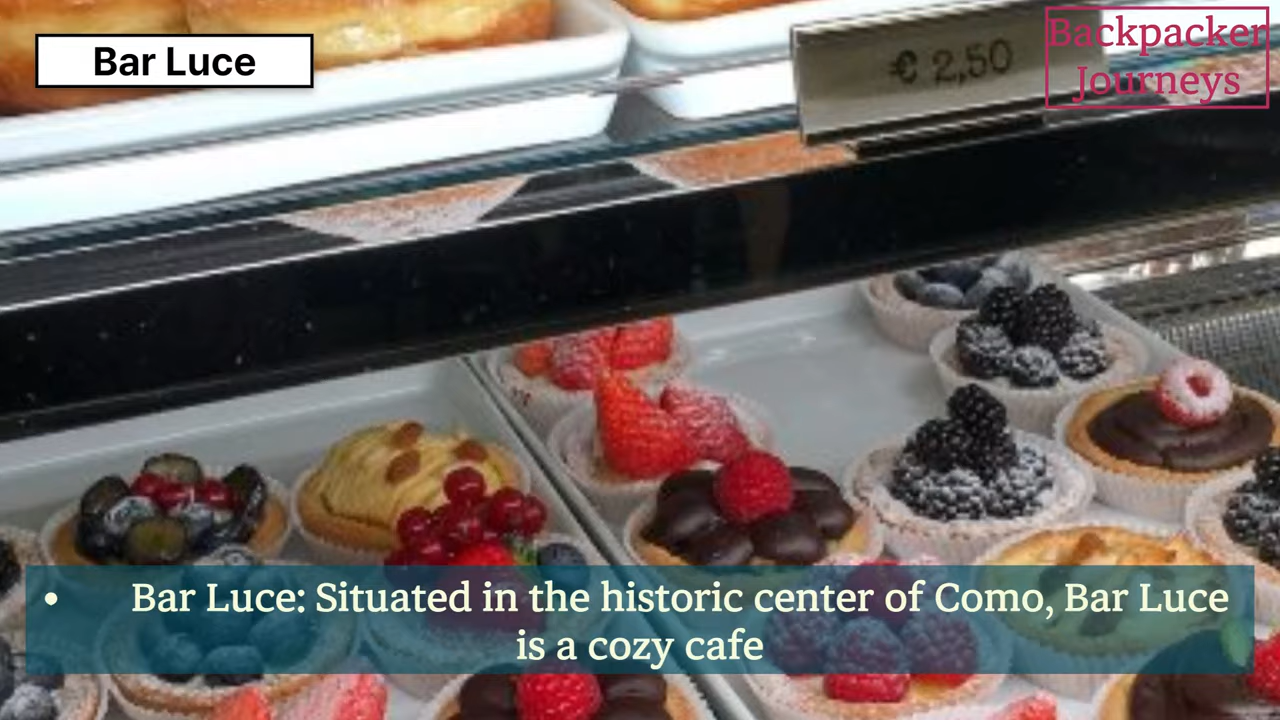 Bar Luce
€ 2,50
Backpacker
Journeys
• Bar Luce: Situated in the historic center of Como, Bar Luce
is a cozy cafe